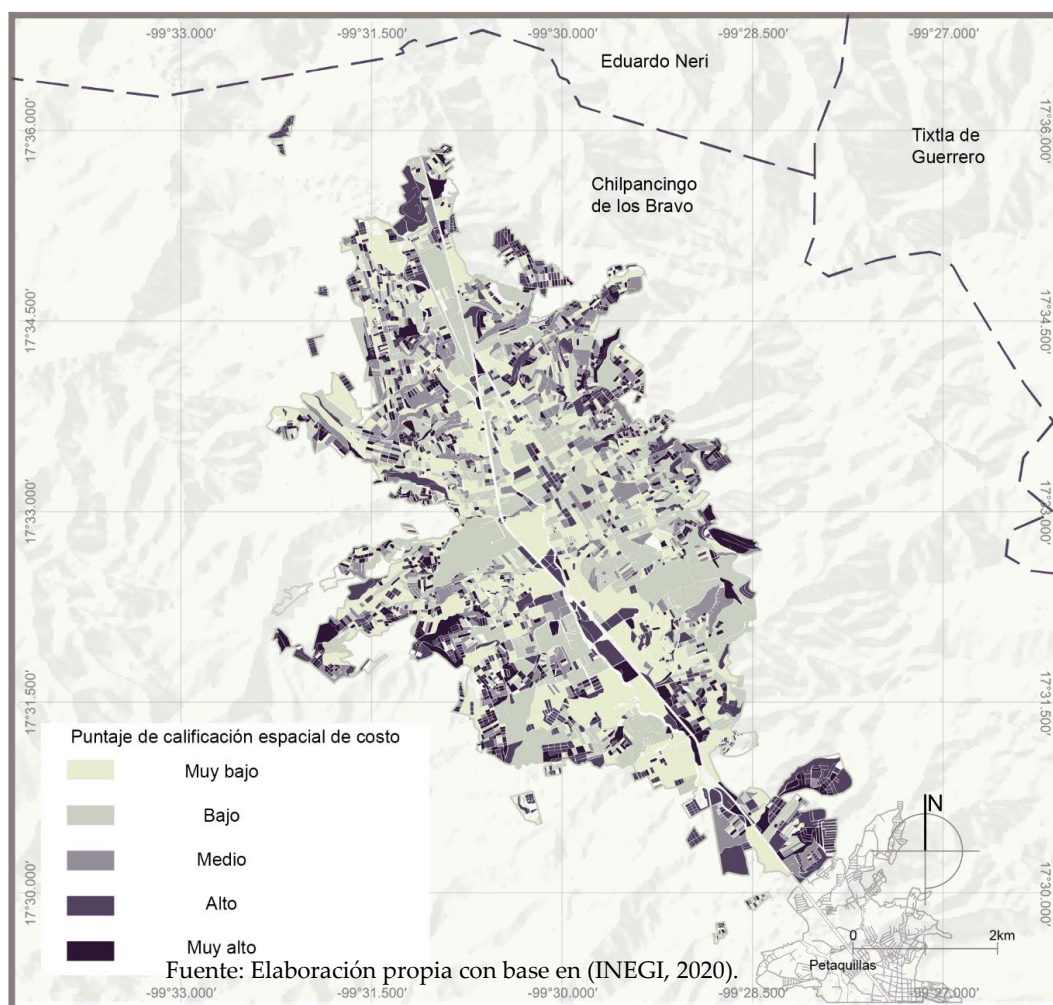 -99°33.000' -99°31.500' -99°30.000' -99°28.500' -99°27.000'
Eduardo Neri
17°36.000' 17°36.000'
Tixtla de
Guerrero
Chilpancingo
de los Bravo
17°34.500' 17°34.500'
17°33.000' 17°33.000'
17°31.500' 17°31.500'
Puntaje de calificación espacial de costo
Muy bajo
Bajo
Medio
N
Alto
17°30.000' 17°30.000'
Muy alto
0 2km
Petaquillas
Fuente: Elaboración propia con base en (INEGI, 2020).
-99°33.000' -99°31.500' -99°30.000' -99°28.500' -99°27.000'